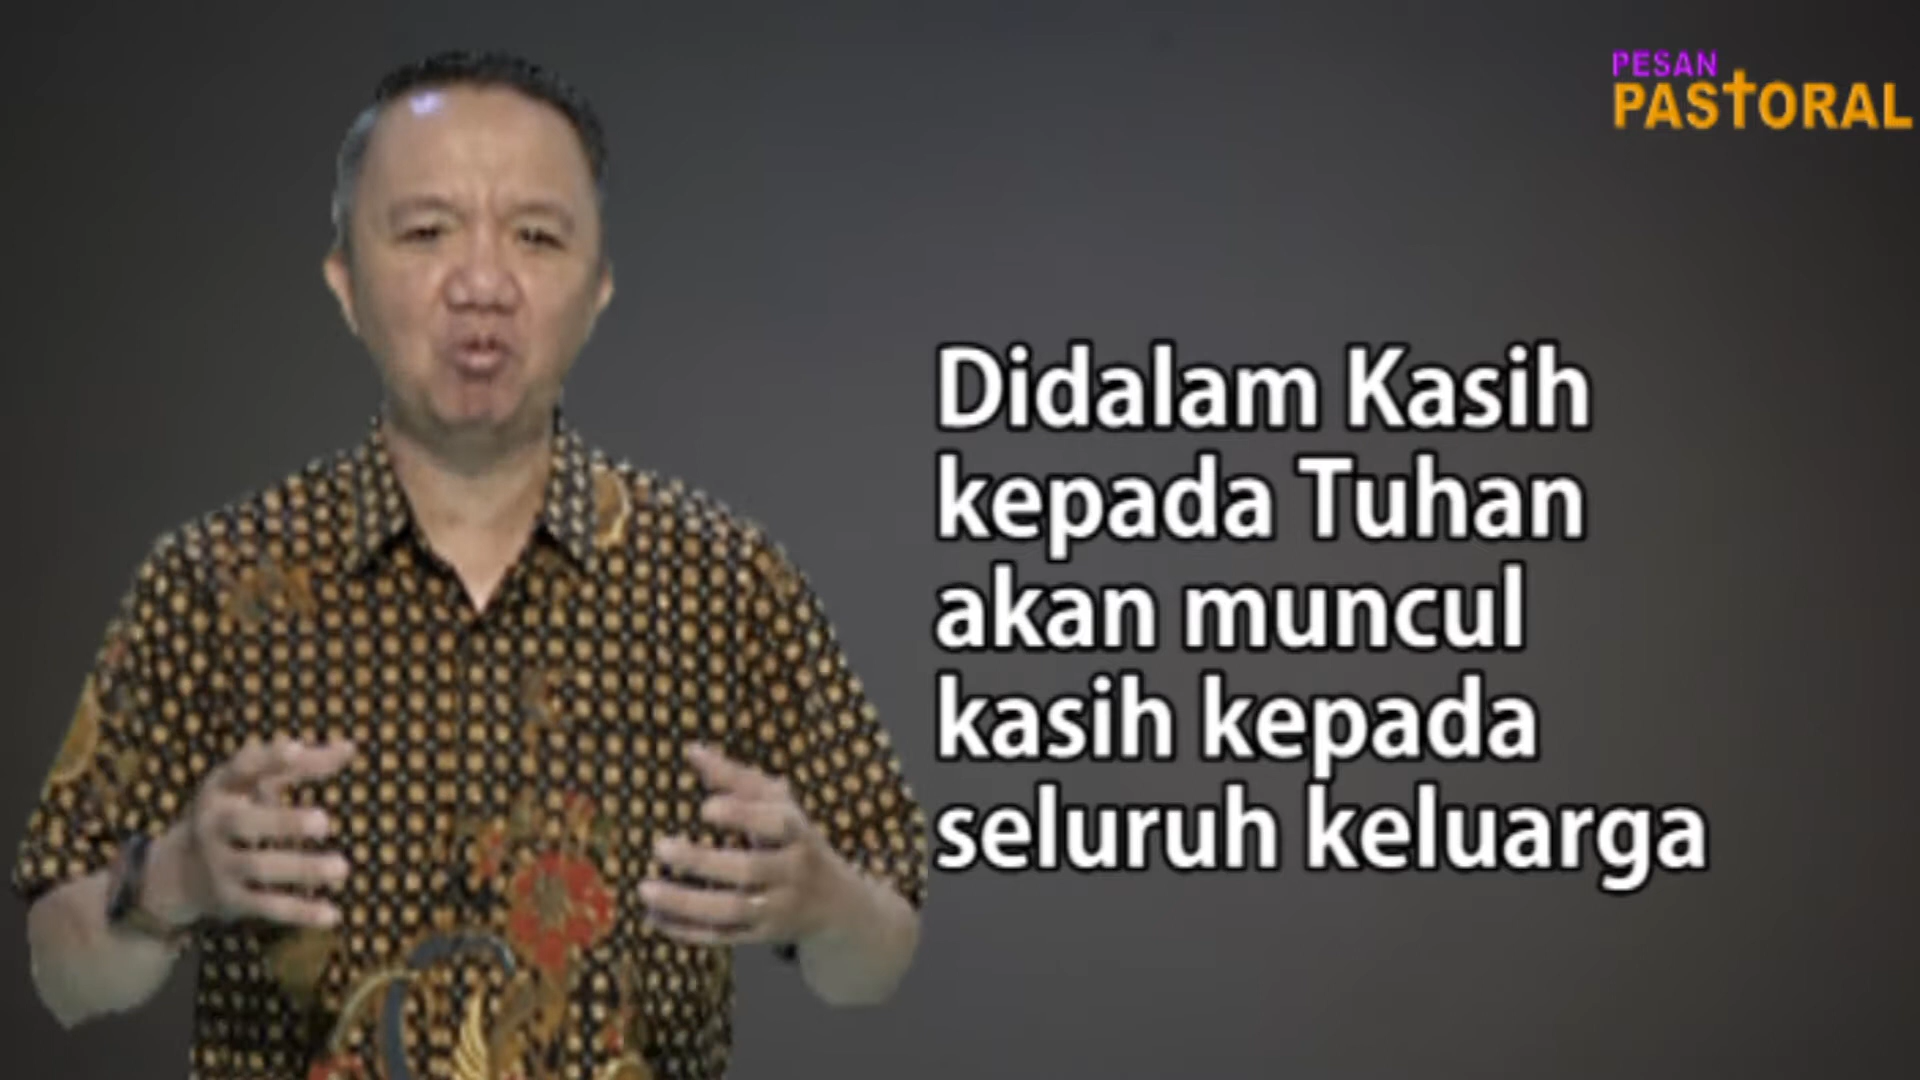 PESAN
PASTORAL
Didalam Kasih
kepada Tuhan
akan muncul
kasih kepada
seluruh keluarga